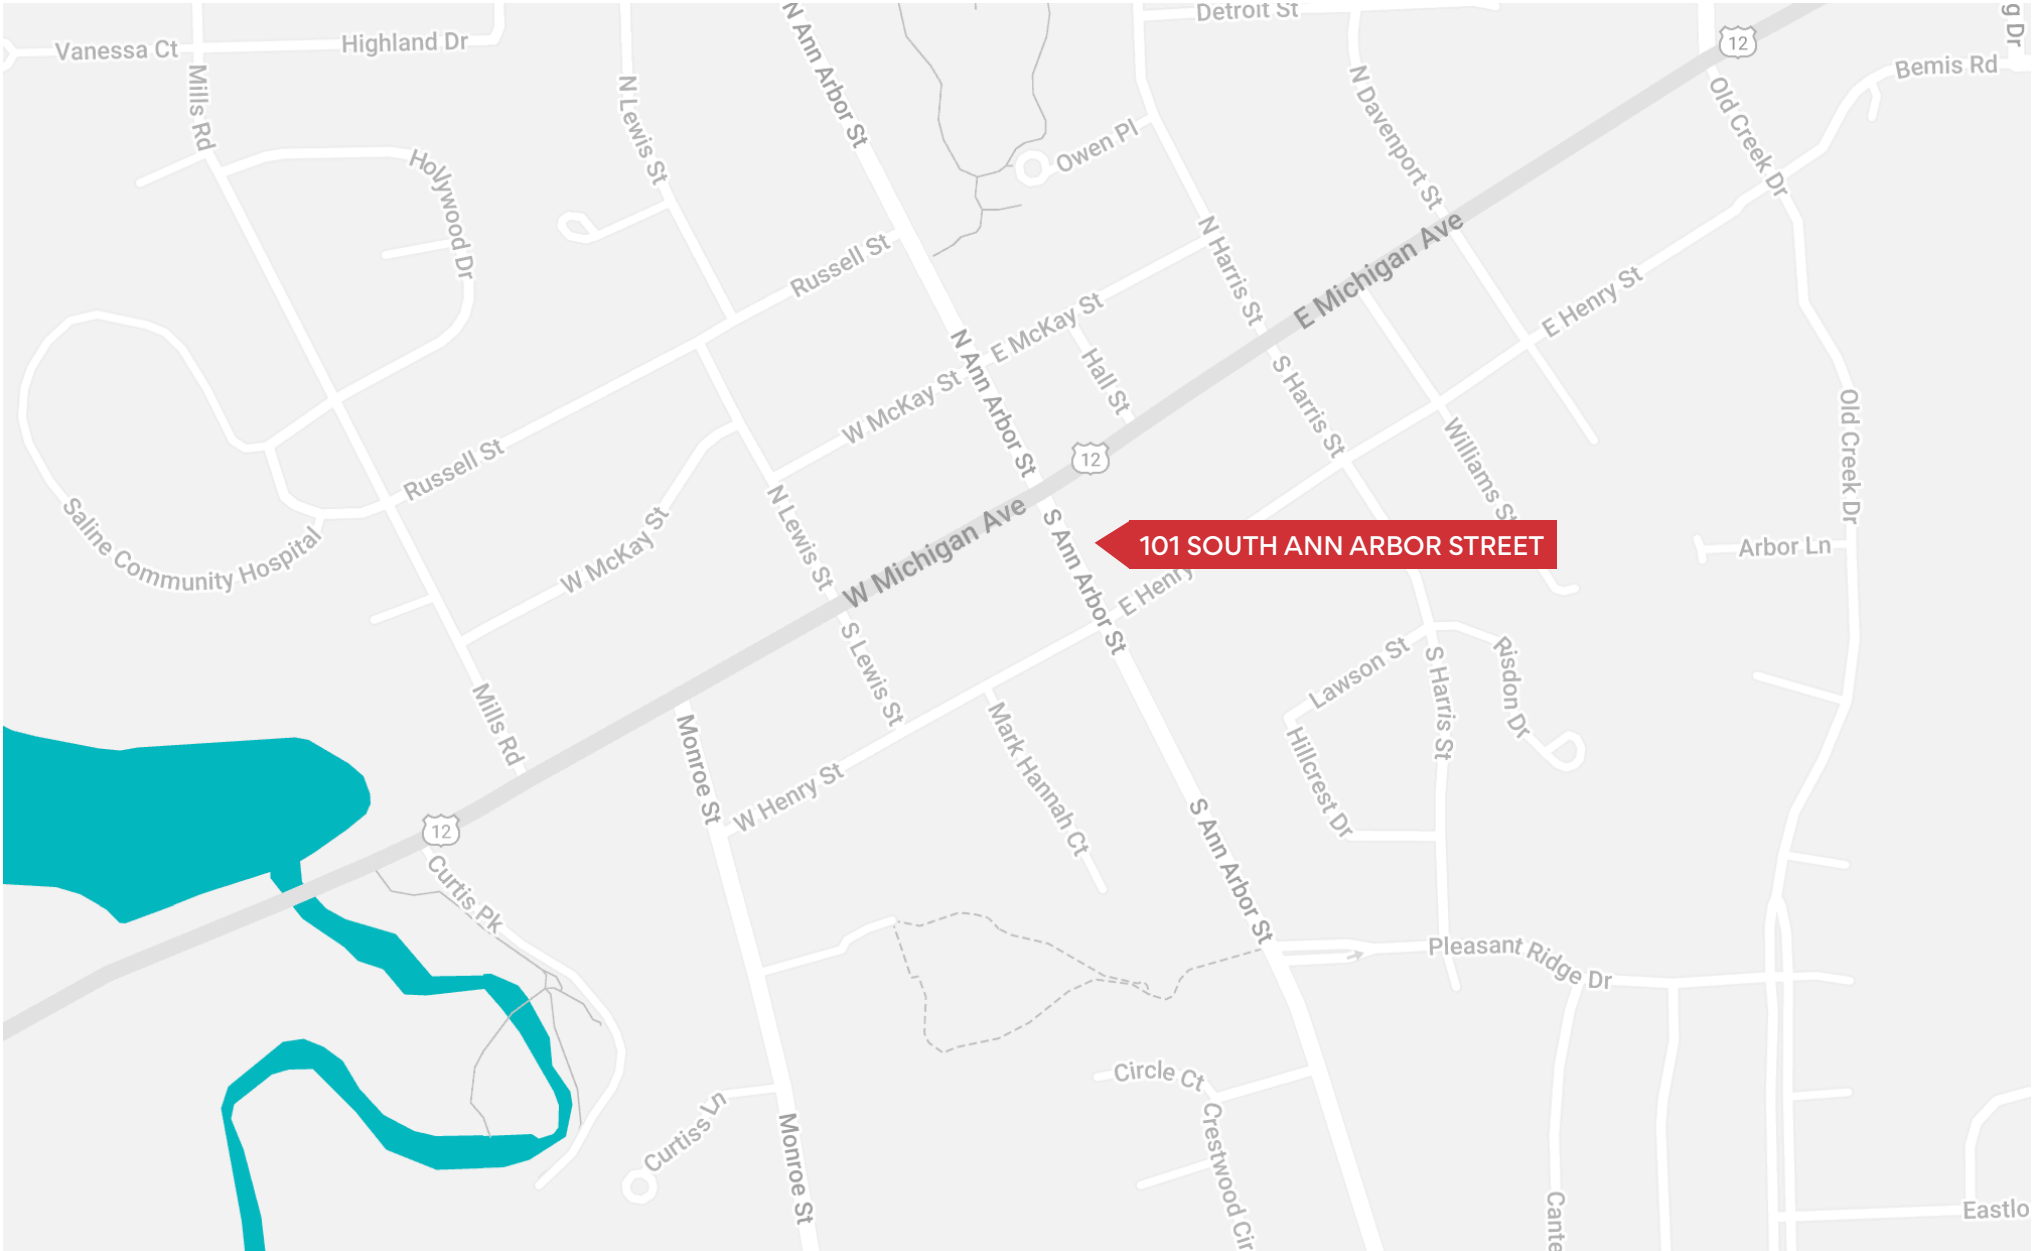 Detroit St
N Ann Arbor St
g Dr
12
Vanessa Ct
Highland Dr
Bemis Rd
Mills Rd
N Lewis St
N Davenport St
Old Creek Dr
Owen Pl
Hollywood Dr
Russell St
N Harris St
E Michigan Ave
E Henry St
E McKay St
N Ann Arbor St
Hall St
S Harris St
W McKay St
Old Creek Dr
Williams St
12
Russell St
Saline Community Hospital
N Lewis St
W McKay St
W Michigan Ave
S Ann Arbor St
101 SOUTH ANN ARBOR STREET
Arbor Ln
E Henry
S Lewis St
Lawson St
S Harris St
Risdon Dr
Mills Rd
Monroe St
Mark Hannah Ct
Hillcrest Dr
W Henry St
S Ann Arbor St
12
Curtis Pk
Pleasant Ridge Dr
Circle Ct
Curtiss Ln
Monroe St
Crestwood Cir
Cante
Eastlo